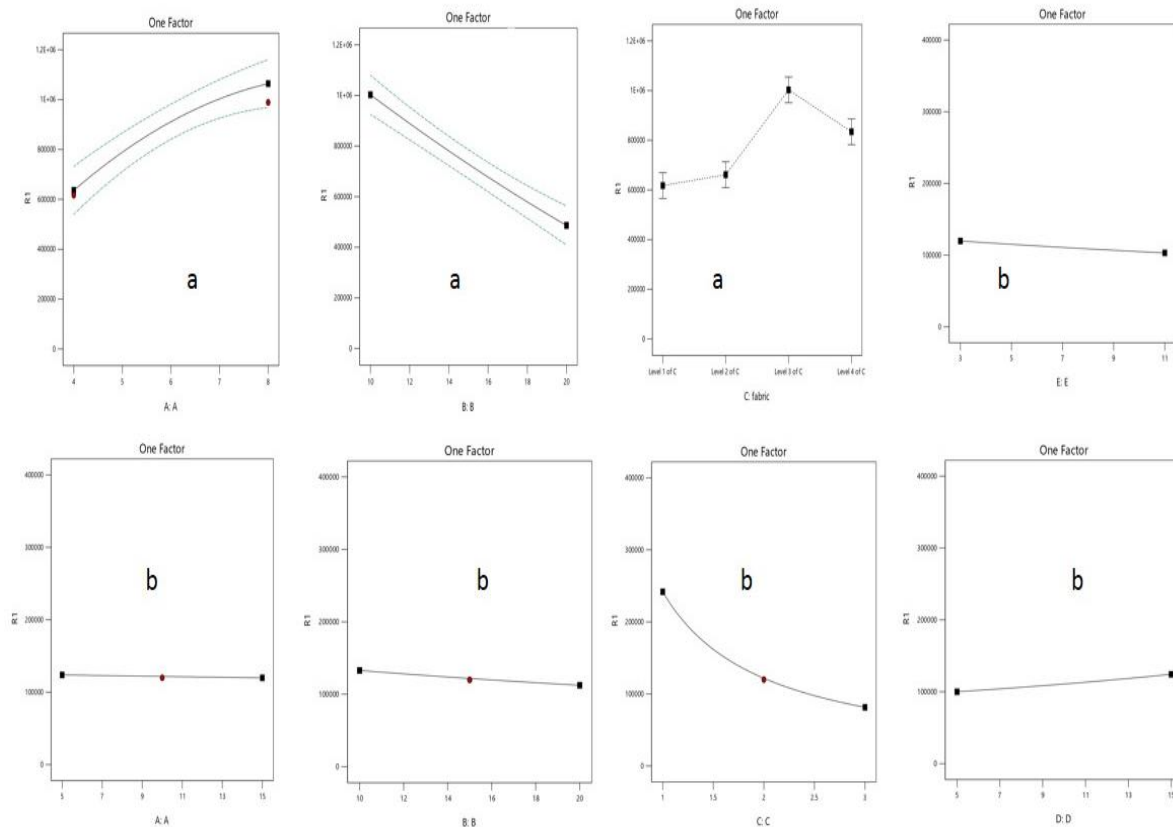 One Factor
1.2E+06
1E+06
800000
600000
400000
200000
0
R1
a
4 5 6 7 8
A: A
One Factor
1.2E+06
1E+06
800000
600000
400000
200000
0
R1
a
10 12 14 16 18 20
B: B
One Factor
1.2E+06
1E+06
800000
600000
400000
200000
0
R1
a
Level 1 of C Level 2 of C Level 3 of C Level 4 of C
C: fabric
One Factor
400000
300000
200000
100000
0
R1
b
3 5 7 9 11
E: E
One Factor
400000
300000
200000
100000
0
R1
b
5 7 9 11 13 15
A: A
One Factor
400000
300000
200000
100000
0
R1
b
10 12 14 16 18 20
B: B
One Factor
400000
300000
200000
100000
0
R1
b
1 1.5 2 2.5 3
C: C
One Factor
400000
300000
200000
100000
0
R1
b
5 7 9 11 13 15
D: D